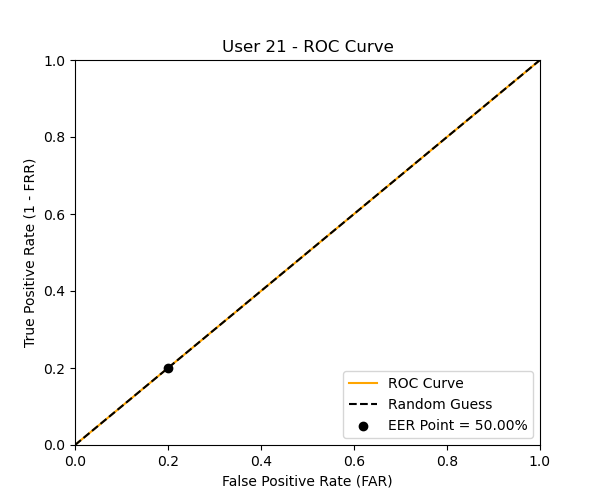 User 21 - ROC Curve
True Positive Rate (1 - FRR)
1.0
0.8
0.6
0.4
0.2
0.0
ROC Curve
Random Guess
EER Point = 50.00%
0.0 0.2 0.4 0.6 0.8 1.0
False Positive Rate (FAR)